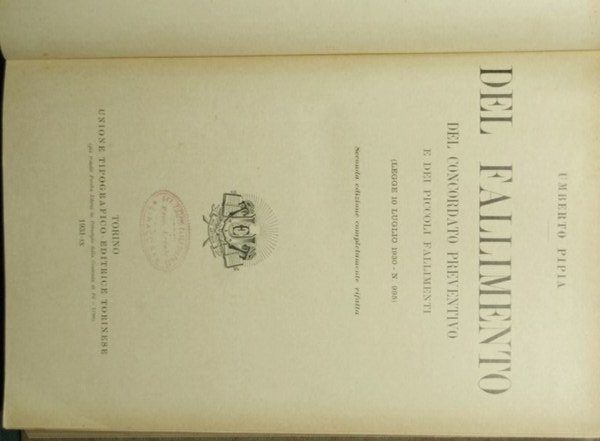 UMBERTO PIPIA
DEL FALLIMENTO
DEL CONCORDATO PREVENTIVO
E DEI PICCOLI FALLIMENTI
(LEGGE 10 LUGLIO 1930 - N. 995)
Seconda edizione completamente rifatta
TORINO
UNIONE TIPOGRAFICO-EDITRICE TORINESE